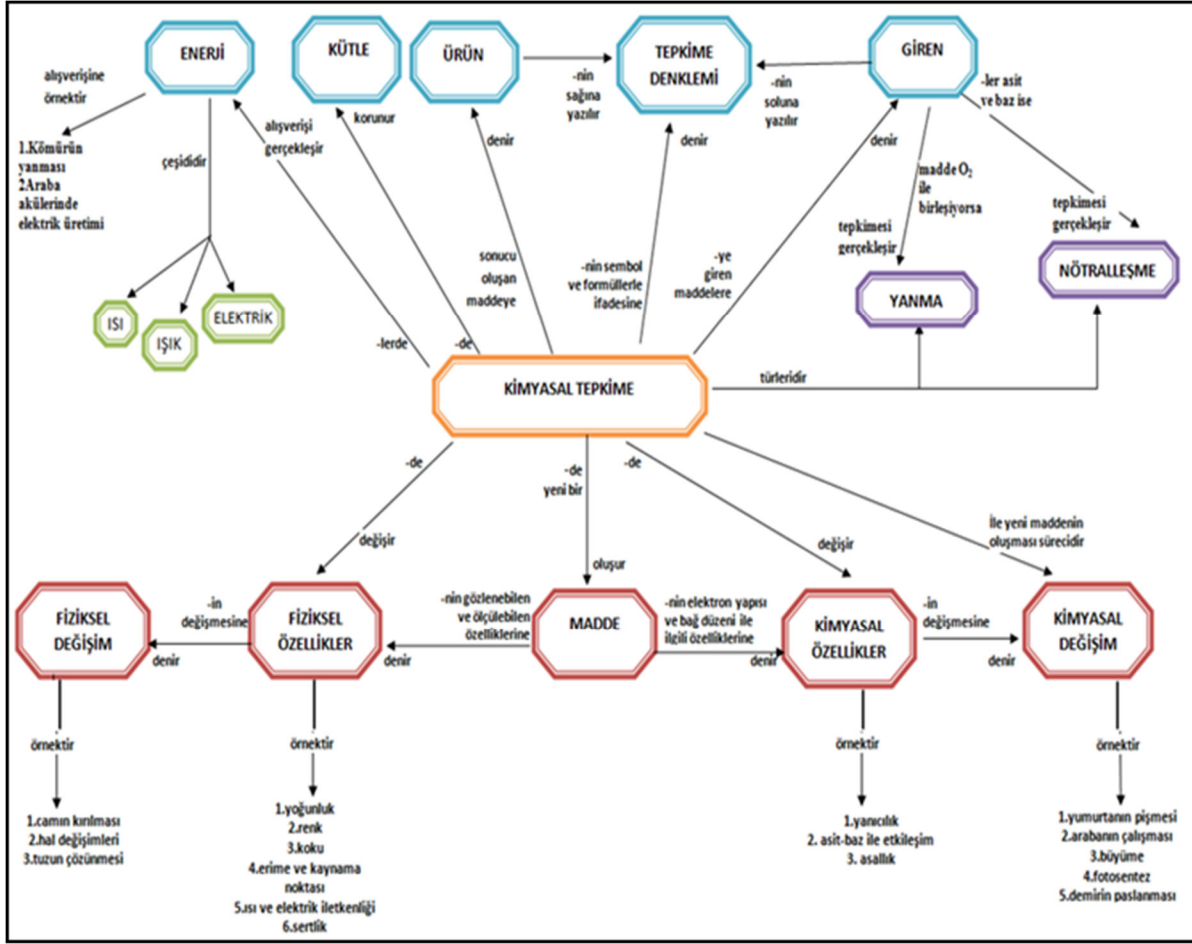 ENERJİ
KÜTLE
ÜRÜN
TEPKİME
DENKLEMİ
GİREN
alışverişine
örnektir
1.Kömürün
yanması
2Araba
akülerinde
elektrik üretimi
çeşididir
alışverişi
gerçekleşir
korunur
denir
-nin
sağına
yazılır
denir
-nin
soluna
yazılır
denir
-ler asit
ve baz ise
madde O₂
ile
birleşiyorsa
tepkimesi
gerçekleşir
tepkimesi
gerçekleşir
NÖTRALLEŞME
YANMA
ISI
IŞIK
ELEKTRİK
sonucu
oluşan
maddeye
-nin sembol
ve formüllerle
ifadesine
-ye
giren
maddelere
-lerde
-de
KİMYASAL TEPKİME
türleridir
-de
-de
yeni bir
-de
İle yeni maddenin
oluşması sürecidir
değişir
oluşur
değişir
FİZİKSEL
DEĞİŞİM
-in
değişmesine
denir
FİZİKSEL
ÖZELLİKLER
-nin gözlenebilen
ve ölçülebilen
özelliklerine
denir
MADDE
-nin elektron yapısı
ve bağ düzeni ile
ilgili özelliklerine
denir
KİMYASAL
ÖZELLİKLER
-in
değişmesine
denir
KİMYASAL
DEĞİŞİM
örnektir
örnektir
örnektir
örnektir
1.camın kırılması
2.hal değişimleri
3.tuzun çözünmesi
1.yoğunluk
2.renk
3.koku
4.erime ve kaynama
noktası
5.ısı ve elektrik iletkenliği
6.sertlik
1.yanıcılık
2. asit-baz ile etkileşim
3. asallık
1.yumurtanın pişmesi
2.arabanın çalışması
3.büyüme
4.fotosentez
5.demirin paslanması